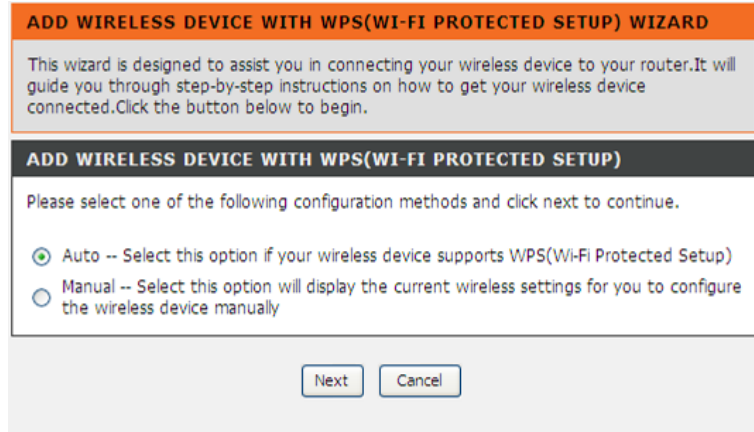 ADD WIRELESS DEVICE WITH WPS(WI-FI PROTECTED SETUP) WIZARD
This wizard is designed to assist you in connecting your wireless device to your router.It will
guide you through step-by-step instructions on how to get your wireless device
connected.Click the button below to begin.
ADD WIRELESS DEVICE WITH WPS(WI-FI PROTECTED SETUP)
Please select one of the following configuration methods and click next to continue.
Auto -- Select this option if your wireless device supports WPS(Wi-Fi Protected Setup)
Manual -- Select this option will display the current wireless settings for you to configure
the wireless device manually
Next Cancel